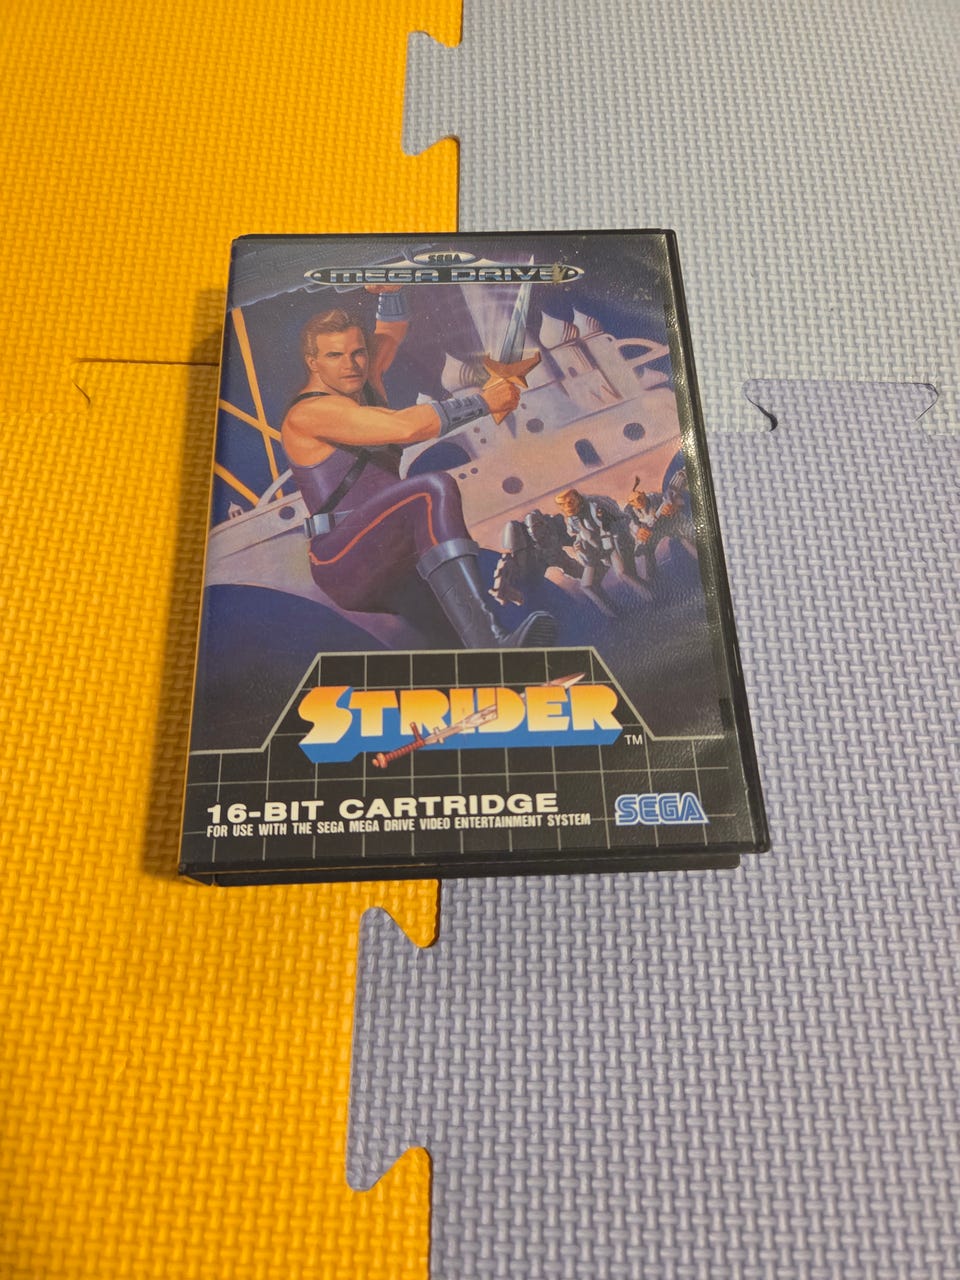 SEGA
MEGA DRIVE
STRIDER
TM
16-BIT CARTRIDGE
FOR USE WITH THE SEGA MEGA DRIVE VIDEO ENTERTAINMENT SYSTEM
SEGA